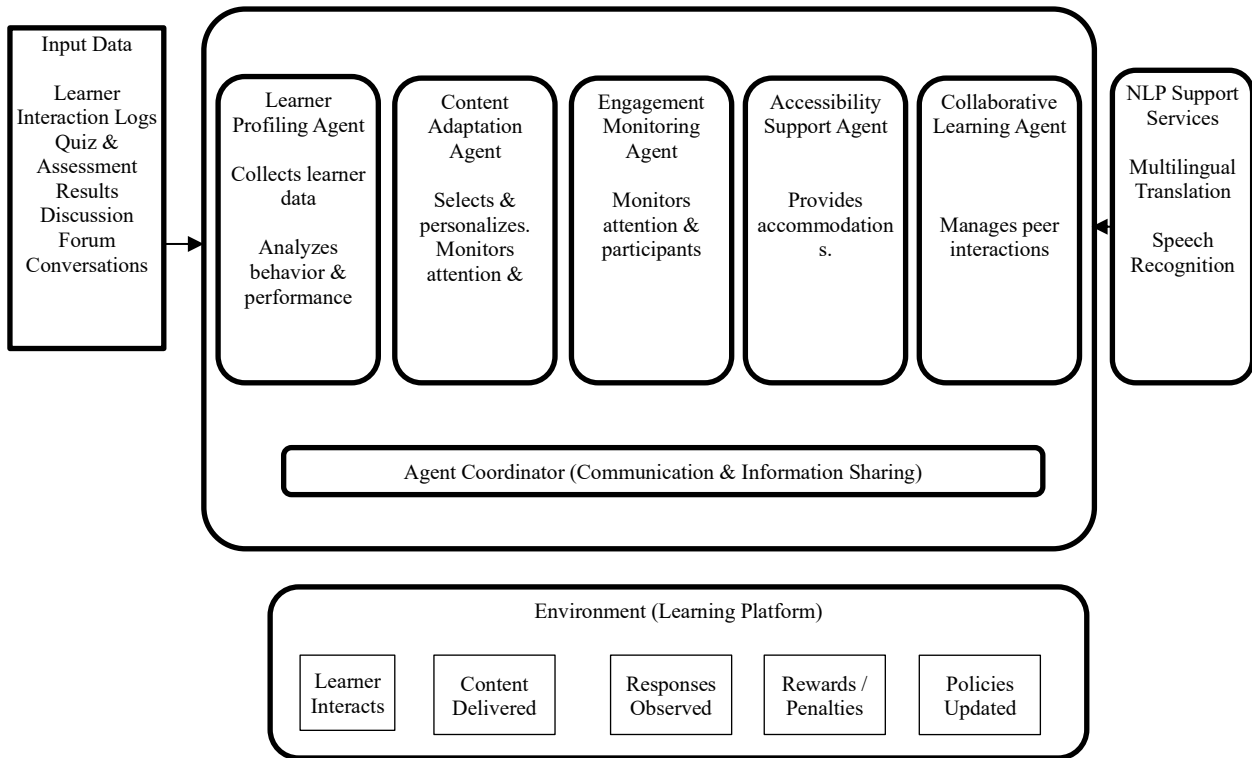 Input Data
Learner
Interaction Logs
Quiz &
Assessment
Results
Discussion
Forum
Conversations
Learner
Profiling Agent
Collects learner
data
Analyzes
behavior &
performance
Content
Adaptation
Agent
Selects &
personalizes.
Monitors
attention &
Engagement
Monitoring
Agent
Monitors
attention &
participants
Accessibility
Support Agent
Provides
accommodation
s.
Collaborative
Learning Agent
Manages peer
interactions
NLP Support
Services
Multilingual
Translation
Speech
Recognition
Agent Coordinator (Communication & Information Sharing)
Environment (Learning Platform)
Learner
Interacts
Content
Delivered
Responses
Observed
Rewards /
Penalties
Policies
Updated